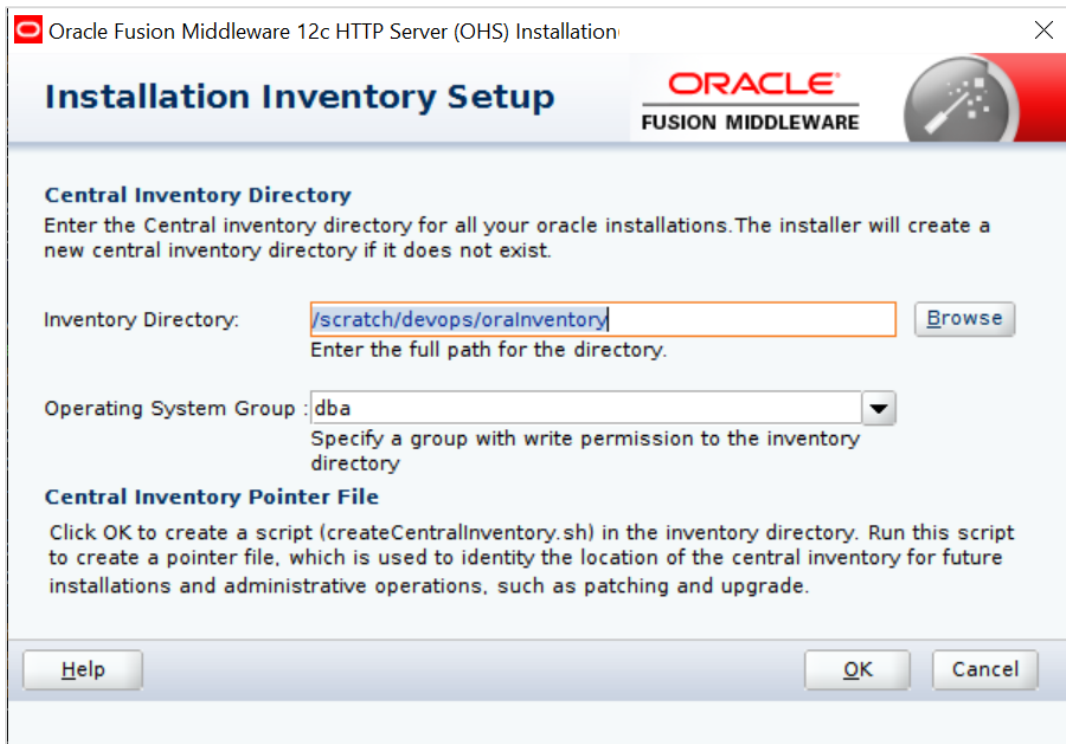 Oracle Fusion Middleware 12c HTTP Server (OHS) Installation
Installation Inventory Setup
ORACLE
FUSION MIDDLEWARE
Central Inventory Directory
Enter the Central inventory directory for all your oracle installations.The installer will create a
new central inventory directory if it does not exist.
Inventory Directory: /scratch/devops/oraInventory Browse
Enter the full path for the directory.
Operating System Group : dba
Specify a group with write permission to the inventory
directory
Central Inventory Pointer File
Click OK to create a script (createCentralInventory.sh) in the inventory directory. Run this script
to create a pointer file, which is used to identity the location of the central inventory for future
installations and administrative operations, such as patching and upgrade.
Help OK Cancel